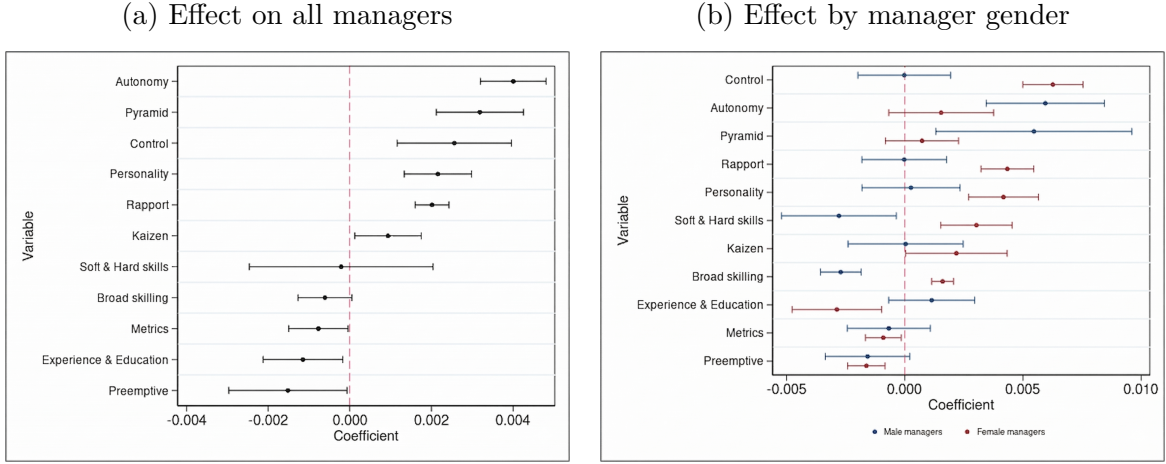 (a) Effect on all managers
Variable
Autonomy
Pyramid
Control
Personality
Rapport
Kaizen
Soft & Hard skills
Broad skilling
Metrics
Experience & Education
Preemptive
-0.004 -0.002 0.000 0.002 0.004
Coefficient
(b) Effect by manager gender
Variable
Control
Autonomy
Pyramid
Rapport
Personality
Soft & Hard skills
Kaizen
Broad skilling
Experience & Education
Metrics
Preemptive
-0.005 0.000 0.005 0.010
Coefficient
Male managers Female managers